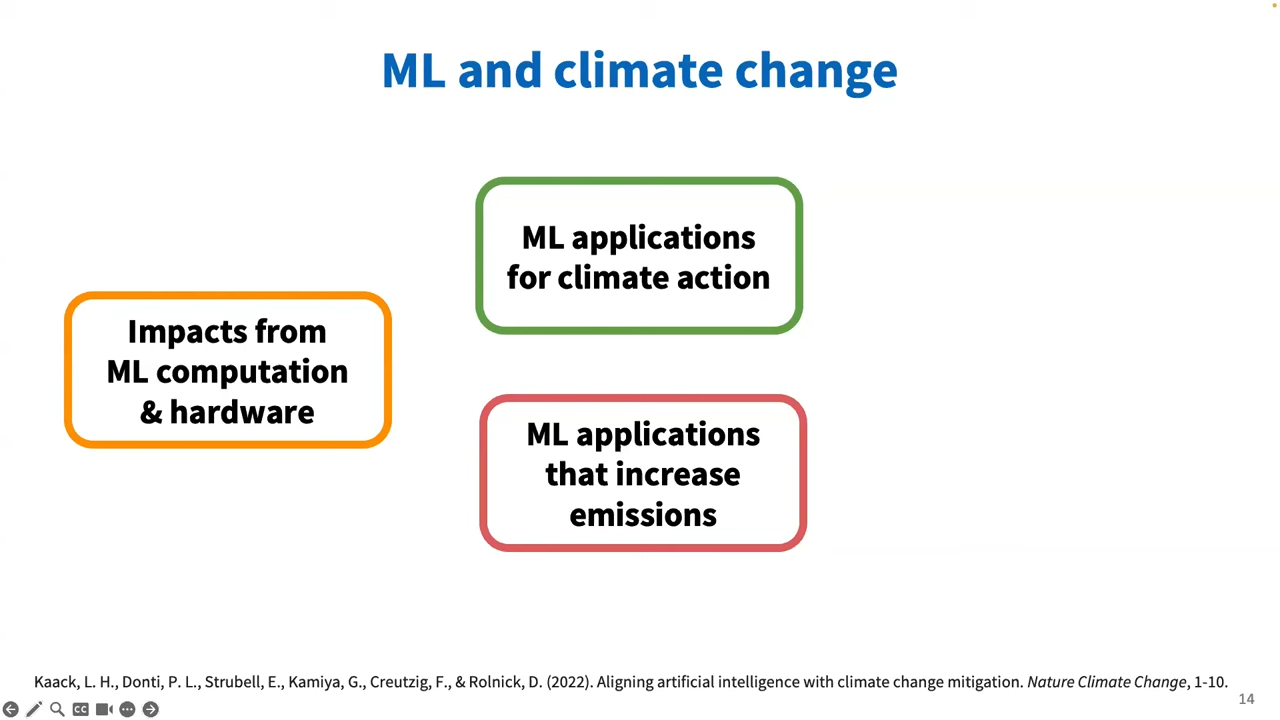 ML and climate change
ML applications
for climate action
Impacts from
ML computation
& hardware
ML applications
that increase
emissions
Kaack, L. H., Donti, P. L., Strubell, E., Kamiya, G., Creutzig, F., & Rolnick, D. (2022). Aligning artificial intelligence with climate change mitigation. Nature Climate Change, 1-10.
14
CC